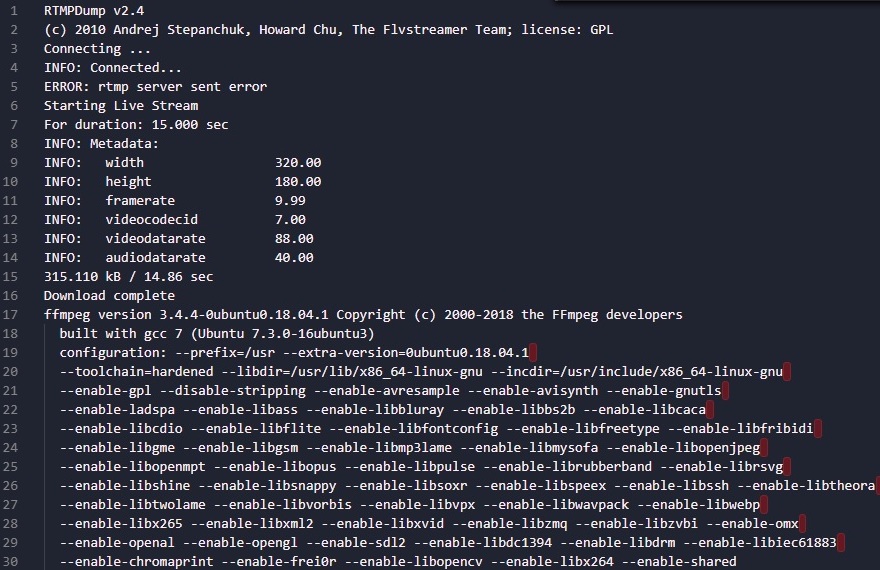 1 RTMPDump v2.4
2 (c) 2010 Andrej Stepanchuk, Howard Chu, The Flvstreamer Team; license: GPL
3 Connecting ...
4 INFO: Connected...
5 ERROR: rtmp server sent error
6 Starting Live Stream
7 For duration: 15.000 sec
8 INFO: Metadata:
9 INFO:   width                 320.00
10 INFO:   height                180.00
11 INFO:   framerate             9.99
12 INFO:   videocodecid          7.00
13 INFO:   videodatarate         88.00
14 INFO:   audiodatarate         40.00
15 315.110 kB / 14.86 sec
16 Download complete
17 ffmpeg version 3.4.4-0ubuntu0.18.04.1 Copyright (c) 2000-2018 the FFmpeg developers
18   built with gcc 7 (Ubuntu 7.3.0-16ubuntu3)
19   configuration: --prefix=/usr --extra-version=0ubuntu0.18.04.1
20   --toolchain=hardened --libdir=/usr/lib/x86_64-linux-gnu --incdir=/usr/include/x86_64-linux-gnu
21   --enable-gpl --disable-stripping --enable-avresample --enable-avisynth --enable-gnutls
22   --enable-ladspa --enable-libass --enable-libbluray --enable-libbs2b --enable-libcaca
23   --enable-libcdio --enable-libflite --enable-libfontconfig --enable-libfreetype --enable-libfribidi
24   --enable-libgme --enable-libgsm --enable-libmp3lame --enable-libmysofa --enable-libopenjpeg
25   --enable-libopenmpt --enable-libopus --enable-libpulse --enable-librubberband --enable-librsvg
26   --enable-libshine --enable-libsnappy --enable-libsoxr --enable-libspeex --enable-libssh --enable-libtheora
27   --enable-libtwolame --enable-libvorbis --enable-libvpx --enable-libwavpack --enable-libwebp
28   --enable-libx265 --enable-libxml2 --enable-libxvid --enable-libzmq --enable-libzvbi --enable-omx
29   --enable-openal --enable-opengl --enable-sdl2 --enable-libdc1394 --enable-libdrm --enable-libiec61883
30   --enable-chromaprint --enable-frei0r --enable-libopencv --enable-libx264 --enable-shared